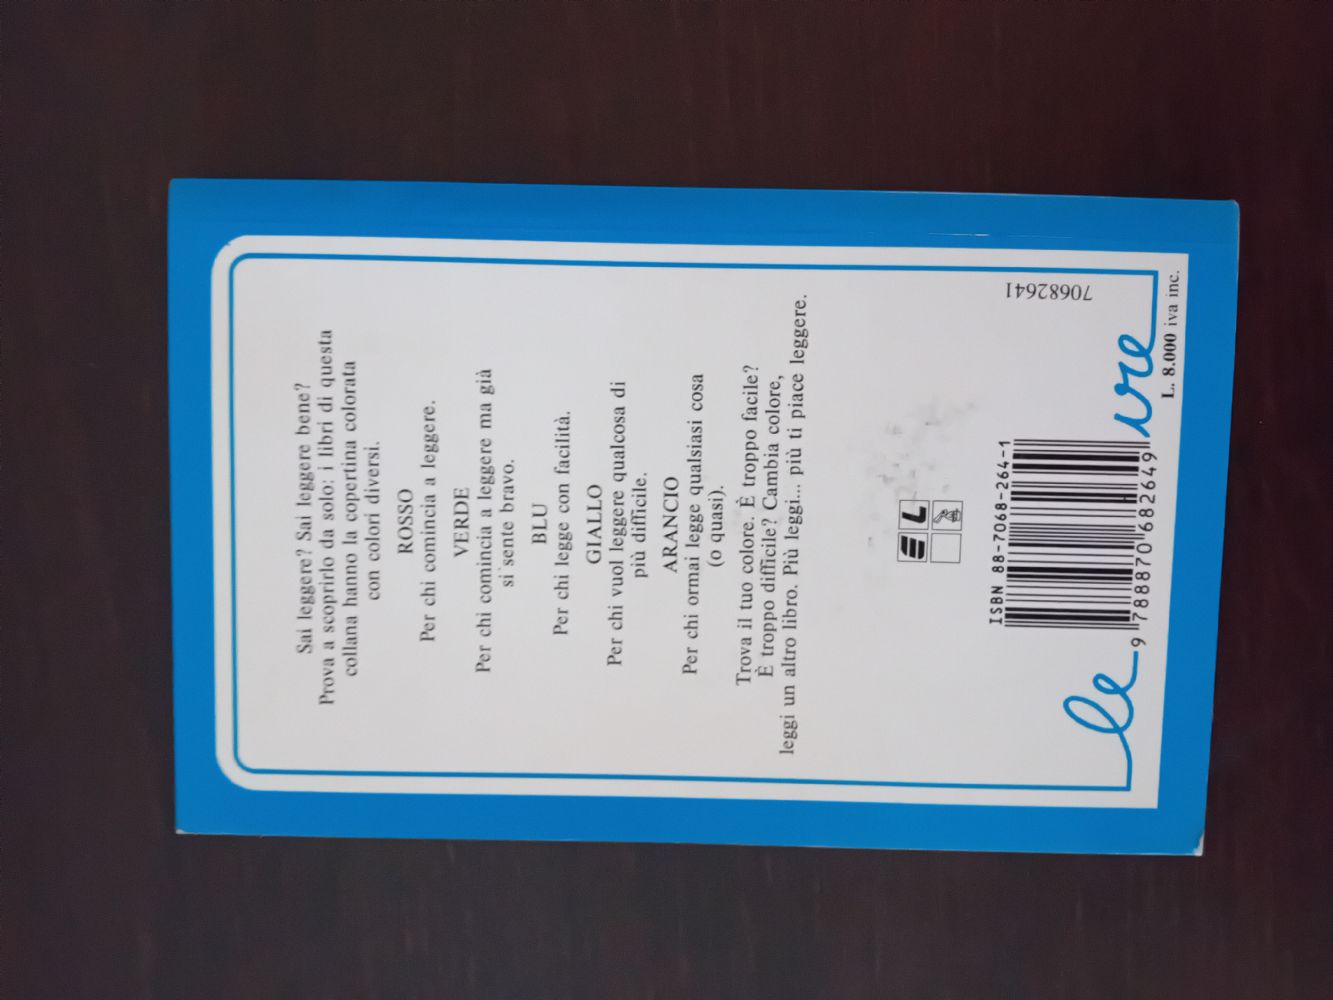 Sai leggere? Sai leggere bene?
Prova a scoprirlo da solo: i libri di questa
collana hanno la copertina colorata
con colori diversi.
ROSSO
Per chi comincia a leggere.
VERDE
Per chi comincia a leggere ma già
si sente bravo.
BLU
Per chi legge con facilità.
GIALLO
Per chi vuol leggere qualcosa di
più difficile.
ARANCIO
Per chi ormai legge qualsiasi cosa
(o quasi).
Trova il tuo colore. È troppo facile?
È troppo difficile? Cambia colore,
leggi un altro libro. Più leggi... più ti piace leggere.
EL
ISBN 88-7068-264-1
70682641
9 788870 682649
le
vre
L. 8.000 iva inc.